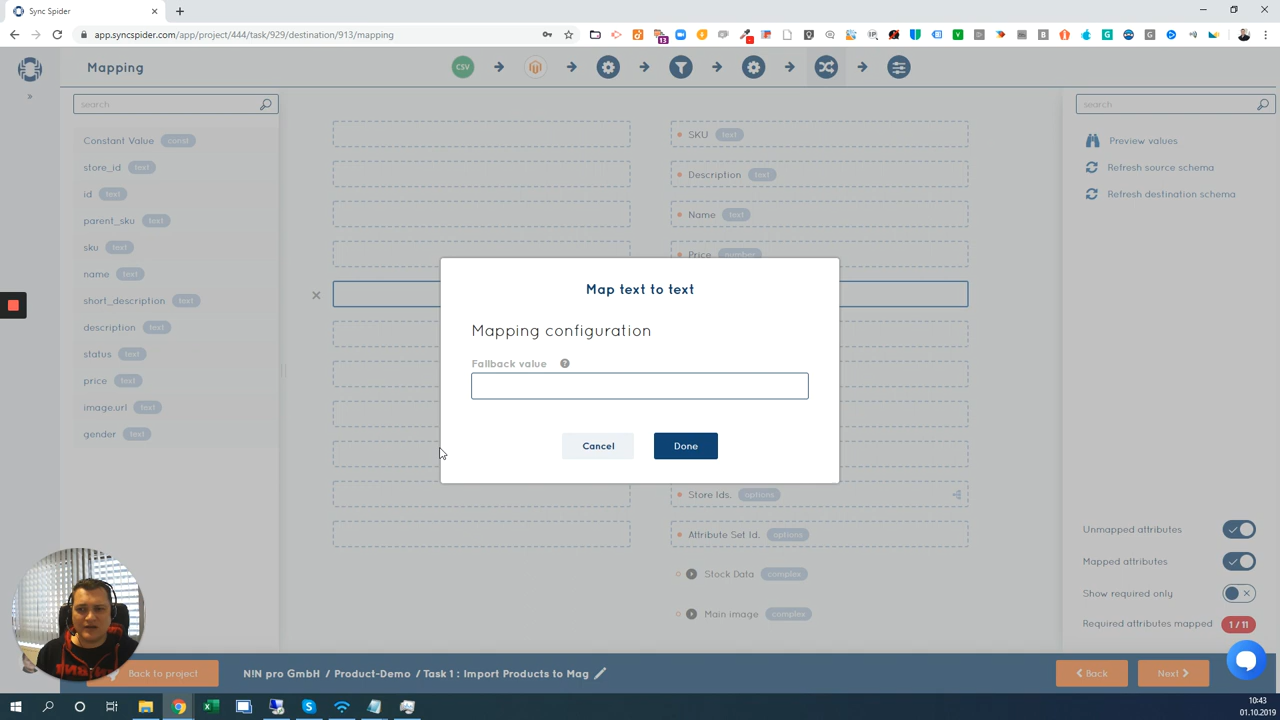 Sync Spider
app.syncspider.com/app/project/444/task/929/destination/913/mapping
13
Mapping
CSV
search
search
Constant Value const
store_id text
id text
parent_sku text
sku text
name text
short_description text
description text
status text
price text
image.url text
gender text
SKU text
Description text
Name text
Price number
Store Ids. options
Attribute Set Id. options
Stock Data complex
Main image complex
Map text to text
Mapping configuration
Fallback value ?
Cancel
Done
Preview values
Refresh source schema
Refresh destination schema
Unmapped attributes
Mapped attributes
Show required only
Required attributes mapped 1 / 11
Back to project
N!N pro GmbH / Product-Demo / Task 1 : Import Products to Mag
Back
Next
10:43
01.10.2019